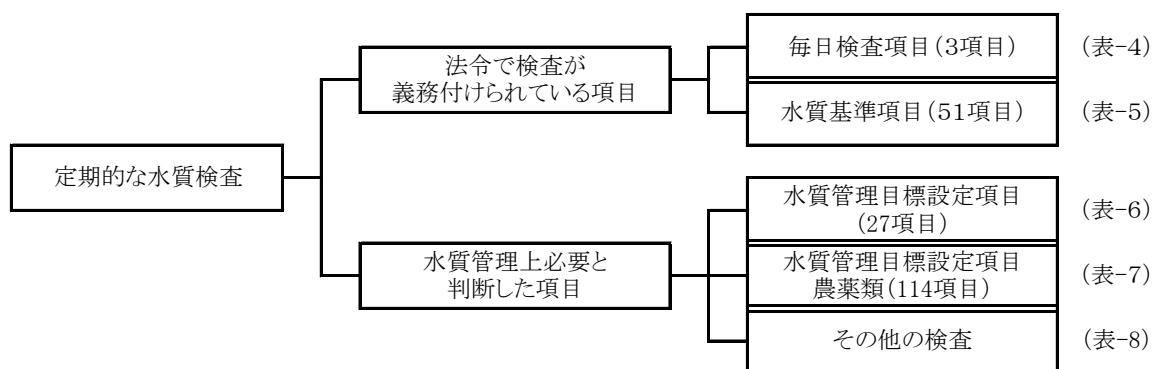 定期的な水質検査
法令で検査が
義務付けられている項目
毎日検査項目(3項目) (表-4)
水質基準項目(51項目) (表-5)
水質管理上必要と
判断した項目
水質管理目標設定項目
(27項目) (表-6)
水質管理目標設定項目
農薬類(114項目) (表-7)
その他の検査 (表-8)